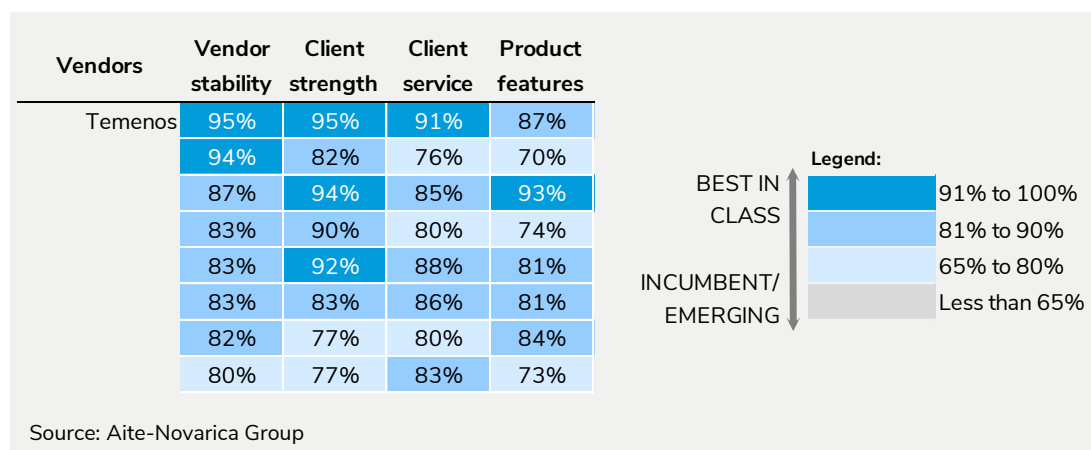 Vendors Vendor stability Client strength Client service Product features
Temenos 95% 95% 91% 87%
94% 82% 76% 70%
87% 94% 85% 93%
83% 90% 80% 74%
83% 92% 88% 81%
83% 83% 86% 81%
82% 77% 80% 84%
80% 77% 83% 73%
Legend:
BEST IN
CLASS
INCUMBENT/
EMERGING
91% to 100%
81% to 90%
65% to 80%
Less than 65%
Source: Aite-Novarica Group